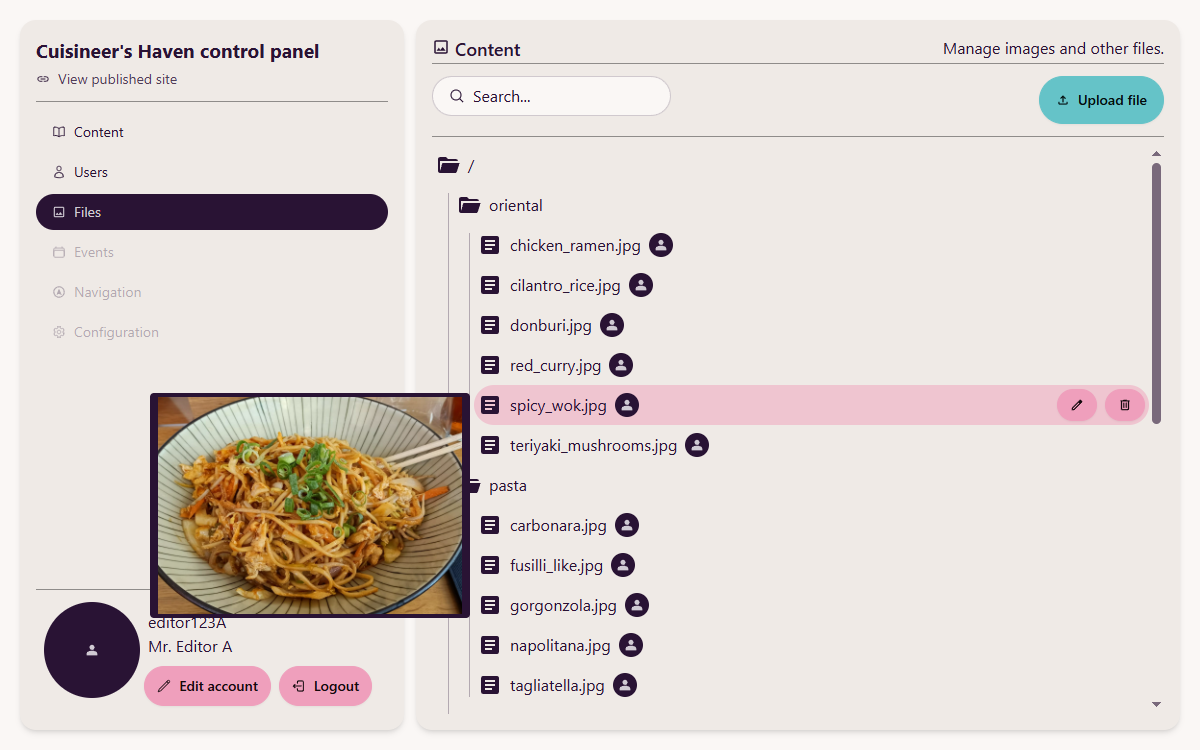 Cuisineer's Haven control panel
View published site
Content
Users
Files
Events
Navigation
Configuration
editor123A
Mr. Editor A
Edit account
Logout
Content
Manage images and other files.
Search...
Upload file
/
oriental
chicken_ramen.jpg
cilantro_rice.jpg
donburi.jpg
red_curry.jpg
spicy_wok.jpg
teriyaki_mushrooms.jpg
pasta
carbonara.jpg
fusilli_like.jpg
gorgonzola.jpg
napolitana.jpg
tagliatella.jpg